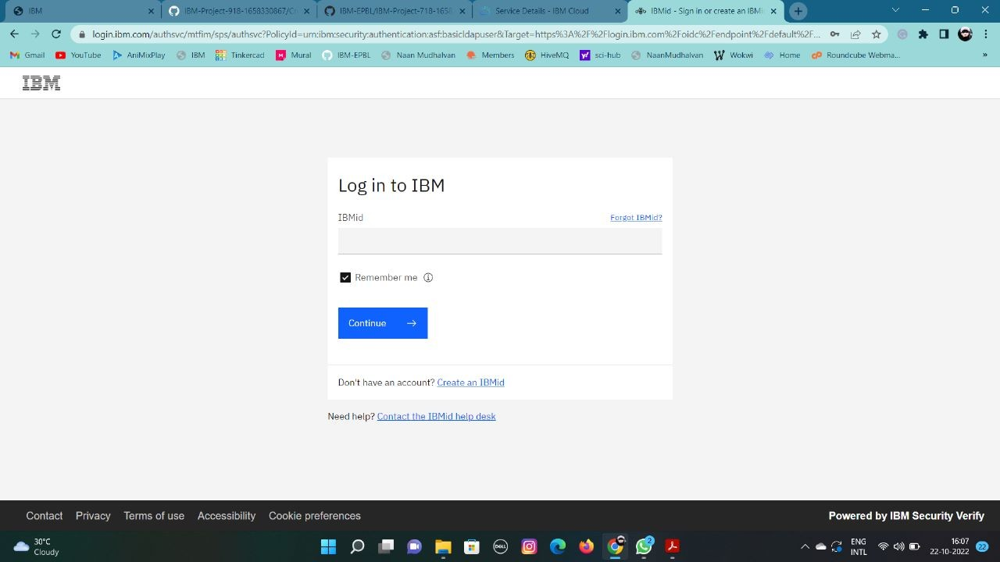 IBM
IBM-Project-918-1658330867/Cr
IBM-EPBL/IBM-Project-718-1658
Service Details - IBM Cloud
IBMid - Sign in or create an IBMi
login.ibm.com/authsvc/mtfim/sps/authsvc?PolicyId=urn:ibm:security:authentication:asf:basicldapuser&Target=https%3A%2F%2Flogin.ibm.com%2Foidc%2Fendpoint%2Fdefault%2F...
Gmail
YouTube
AniMixPlay
IBM
Tinkercad
Mural
IBM-EPBL
Naan Mudhalvan
Members
HiveMQ
sci-hub
NaanMudhalvan
Wokwi
Home
Roundcube Webma...
»
IBM
Log in to IBM
IBMid
Forgot IBMid?
Remember me
Continue
Don't have an account? Create an IBMid
Need help? Contact the IBMid help desk
Contact
Privacy
Terms of use
Accessibility
Cookie preferences
Powered by IBM Security Verify
30°C
Cloudy
DELL
2
ENG
INTL
16:07
22-10-2022
22